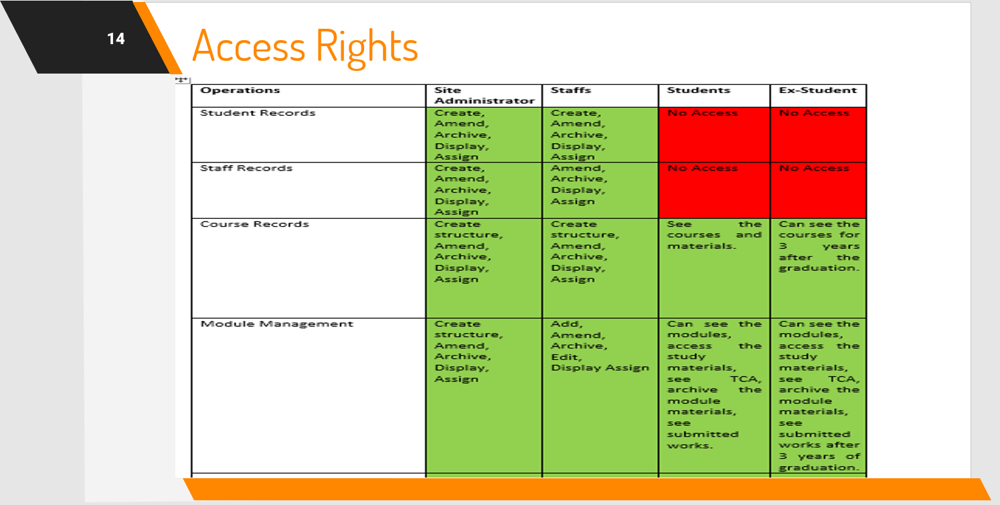 14
Access Rights
Operations
Site
Administrator
Staffs
Students
Ex-Student
Student Records
Create,
Amend,
Archive,
Display,
Assign
Create,
Amend,
Archive,
Display,
Assign
No Access
No Access
Staff Records
Create,
Amend,
Archive,
Display,
Assign
Amend,
Archive,
Display,
Assign
No Access
No Access
Course Records
Create
structure,
Amend,
Archive,
Display,
Assign
Create
structure,
Amend,
Archive,
Display,
Assign
See the
courses and
materials.
Can see the
courses for
3 years
after the
graduation.
Module Management
Create
structure,
Amend,
Archive,
Display,
Assign
Add,
Amend,
Archive,
Edit,
Display Assign
Can see the
modules,
access the
study
materials,
see TCA,
archive the
module
materials,
see
submitted
works.
Can see the
modules,
access the
study
materials,
see TCA,
archive the
module
materials,
see
submitted
works after
3 years of
graduation.